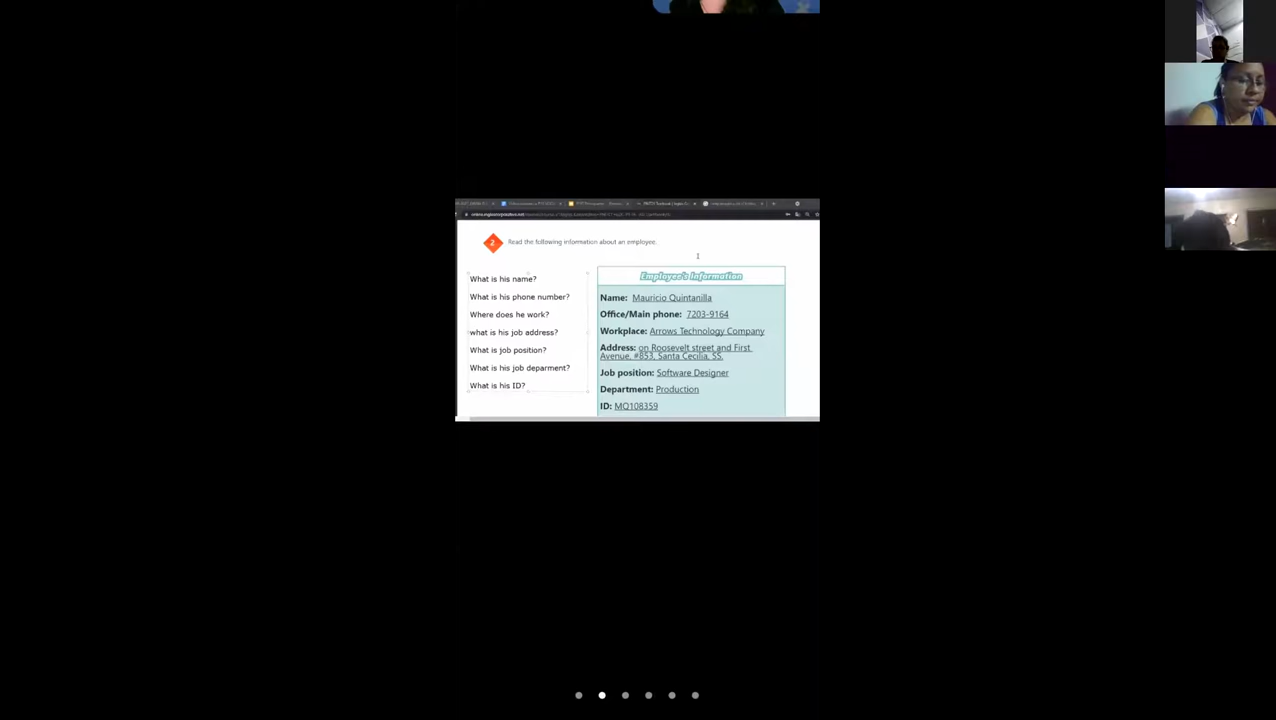 2
Read the following information about an employee.
What is his name?
What is his phone number?
Where does he work?
what is his job address?
What is job position?
What is his job deparment?
What is his ID?
Employee's Information
Name: Mauricio Quintanilla
Office/Main phone: 7203-9164
Workplace: Arrows Technology Company
Address: on Roosevelt street and First
Avenue, #853, Santa Cecilia, SS.
Job position: Software Designer
Department: Production
ID: MQ108359